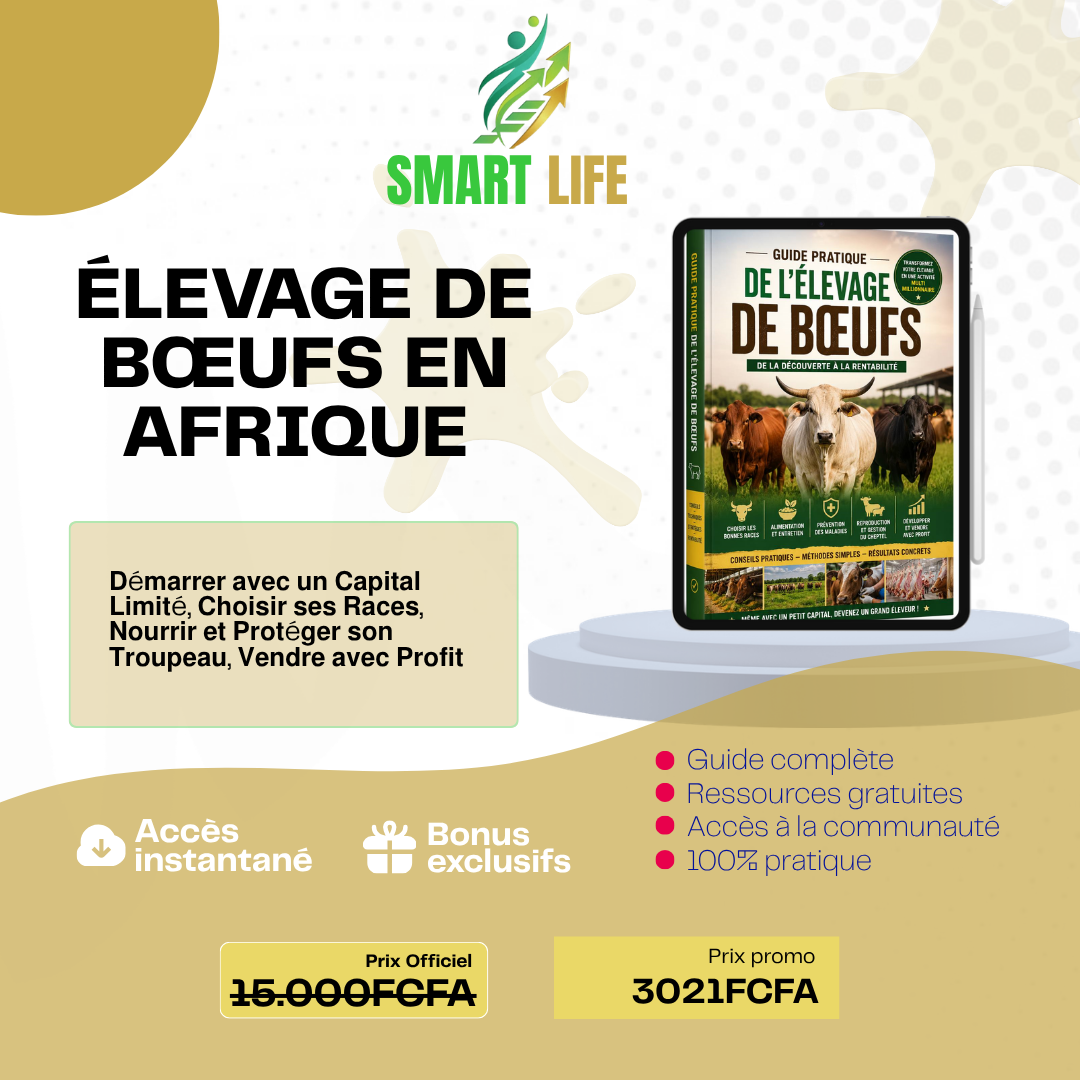 SMART LIFE
ÉLEVAGE DE
BŒUFS EN
AFRIQUE
GUIDE PRATIQUE
DE L'ÉLEVAGE
DE BŒUFS
DE LA DÉCOUVERTE À LA RENTABILITÉ
TRANSFORMEZ
VOTRE ÉLEVAGE
EN UNE ACTIVITÉ
MULTI
MILLIONNAIRE
GUIDE PRATIQUE DE L'ÉLEVAGE DE BŒUFS
CHOISIR LES
BONNES RACES
ALIMENTATION
ET ENTRETIEN
PRÉVENTION
DES MALADIES
REPRODUCTION
ET GESTION
DU CHEPTEL
DÉVELOPPER
ET VENDRE
AVEC PROFIT
CONSEILS PRATIQUES – MÉTHODES SIMPLES – RÉSULTATS CONCRETS
MÊME AVEC UN PETIT CAPITAL, DEVENEZ UN GRAND ÉLEVEUR !
Démarrer avec un Capital
Limité, Choisir ses Races,
Nourrir et Protéger son
Troupeau, Vendre avec Profit
Guide complète
Ressources gratuites
Accès à la communauté
100% pratique
Accès
instantané
Bonus
exclusifs
Prix Officiel
15.000FCFA
Prix promo
3021FCFA